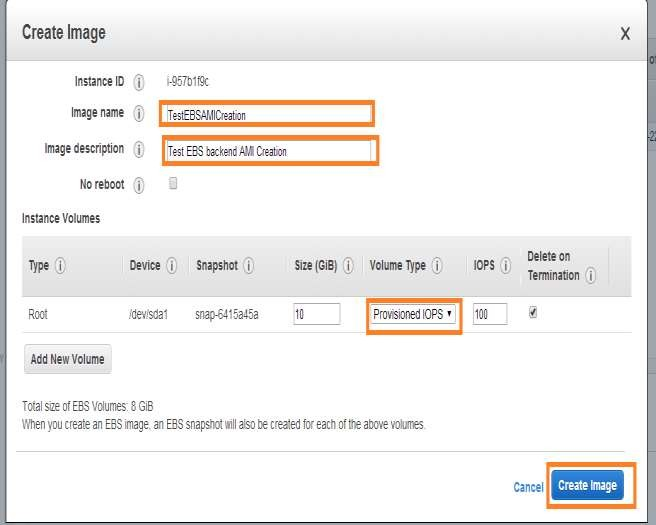 Create Image X
Instance ID i i-957b1f9c
Image name i TestEBSAMICreation
Image description i Test EBS backend AMI Creation
No reboot i
Instance Volumes
Type i Device i Snapshot i Size (GiB) i Volume Type i IOPS i Delete on
Termination i
Root /dev/sda1 snap-6415a45a 10 Provisioned IOPS 100
Add New Volume
Total size of EBS Volumes: 8 GiB
When you create an EBS image, an EBS snapshot will also be created for each of the above volumes.
Cancel Create Image